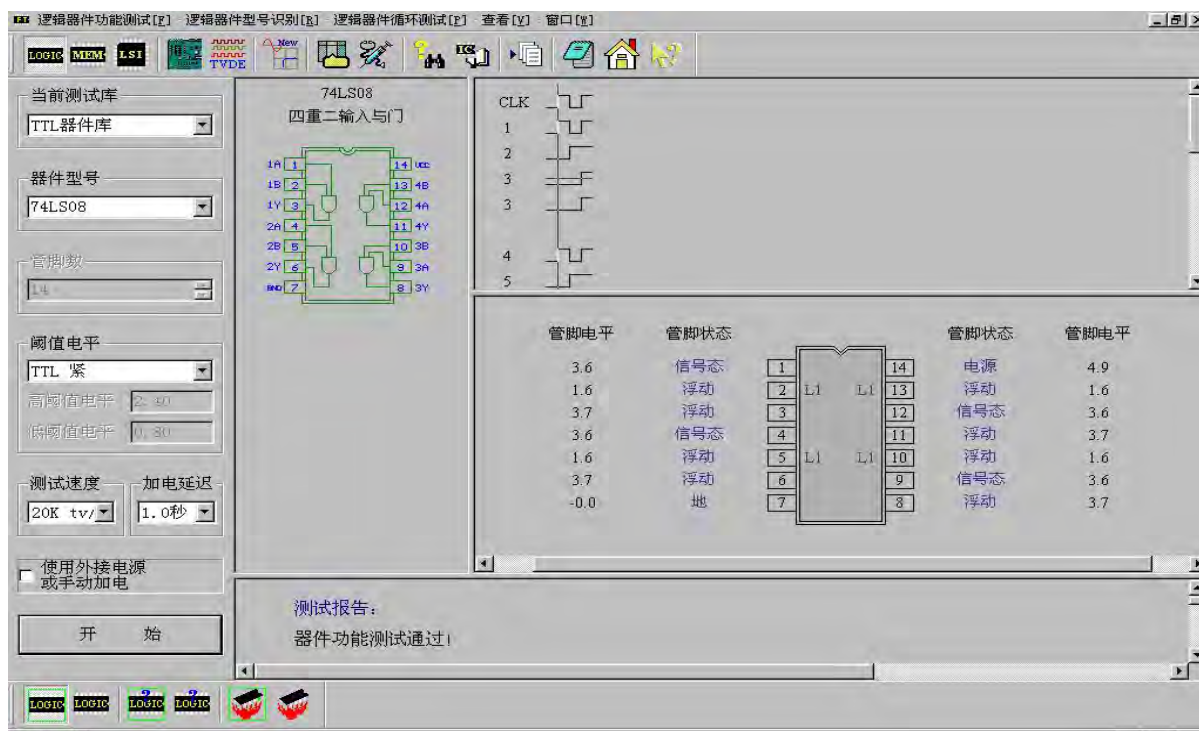 逻辑器件功能测试[F] 逻辑器件型号识别[R] 逻辑器件循环测试[P] 查看[V] 窗口[W]
LOGIC MEM LSI TVDE New IC
当前测试库
TTL器件库
器件型号
74LS08
管脚数
14
阈值电平
TTL 紧
高阈值电平 2.40
低阈值电平 0.80
测试速度 加电延迟
20K tv/ 1.0秒
使用外接电源
或手动加电
开 始
74LS08
四重二输入与门
1A 1 14 VCC
1B 2 13 4B
1Y 3 12 4A
2A 4 11 4Y
2B 5 10 3B
2Y 6 9 3A
GND 7 8 3Y
CLK
1
2
3
3
4
5
管脚电平 管脚状态 管脚状态 管脚电平
3.6 信号态 1 14 电源 4.9
1.6 浮动 2 L1 L1 13 浮动 1.6
3.7 浮动 3 12 信号态 3.6
3.6 信号态 4 11 浮动 3.7
1.6 浮动 5 L1 L1 10 浮动 1.6
3.7 浮动 6 9 信号态 3.6
-0.0 地 7 8 浮动 3.7
测试报告:
器件功能测试通过!
LOGIC LOGIC LOGIC LOGIC